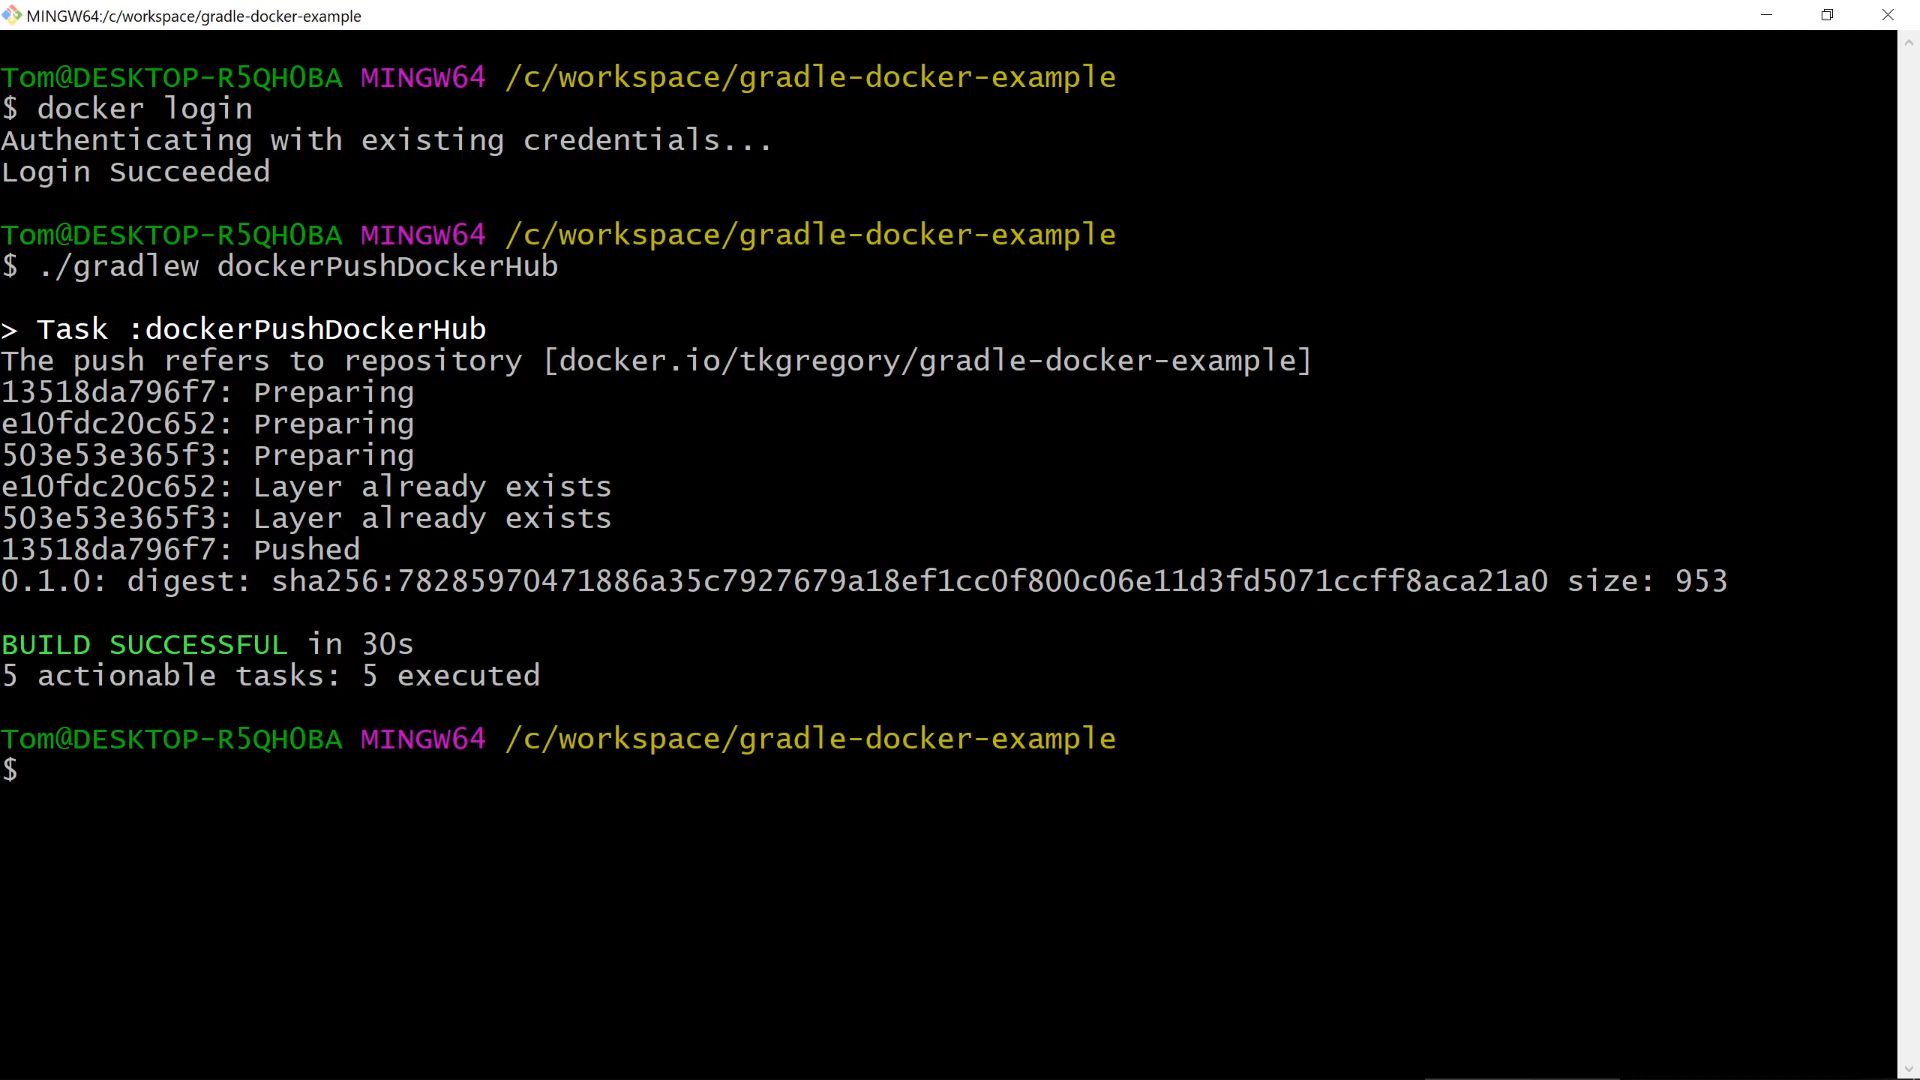 MINGW64:/c/workspace/gradle-docker-example
Tom@DESKTOP-R5QH0BA MINGW64 /c/workspace/gradle-docker-example
$ docker login
Authenticating with existing credentials...
Login Succeeded
Tom@DESKTOP-R5QH0BA MINGW64 /c/workspace/gradle-docker-example
$ ./gradlew dockerPushDockerHub
> Task :dockerPushDockerHub
The push refers to repository [docker.io/tkgregory/gradle-docker-example]
13518da796f7: Preparing
e10fdc20c652: Preparing
503e53e365f3: Preparing
e10fdc20c652: Layer already exists
503e53e365f3: Layer already exists
13518da796f7: Pushed
0.1.0: digest: sha256:78285970471886a35c7927679a18ef1cc0f800c06e11d3fd5071ccff8aca21a0 size: 953
BUILD SUCCESSFUL in 30s
5 actionable tasks: 5 executed
Tom@DESKTOP-R5QH0BA MINGW64 /c/workspace/gradle-docker-example
$